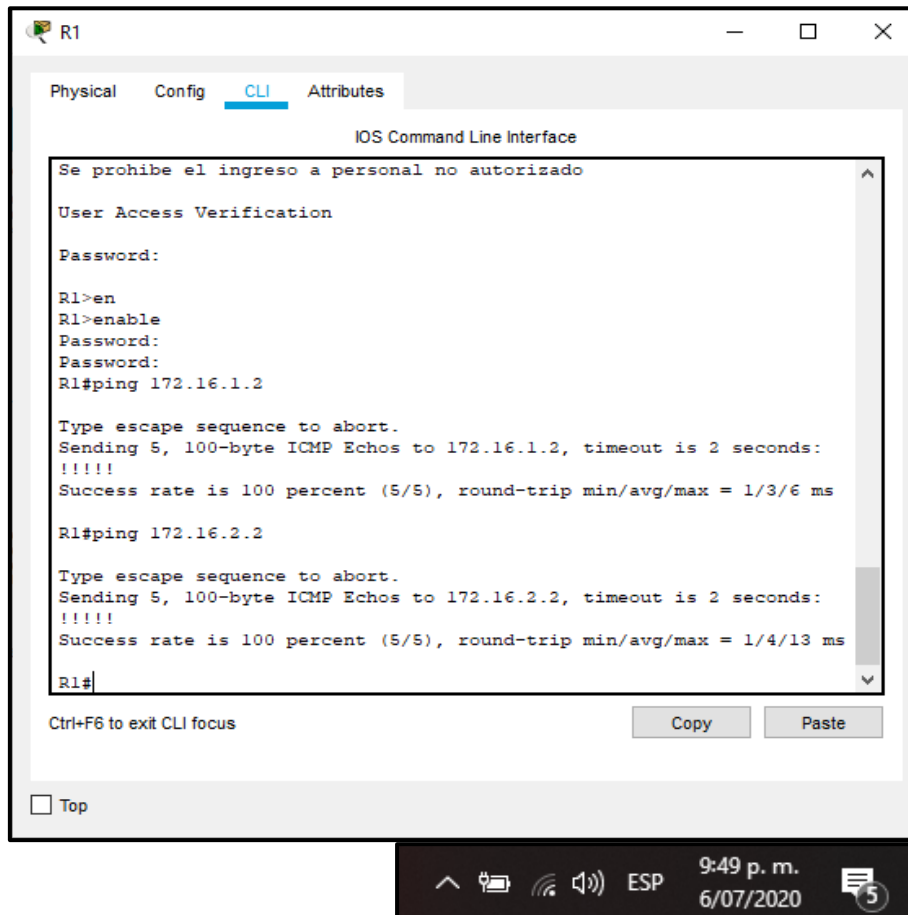 R1
Physical Config CLI Attributes
IOS Command Line Interface
Se prohibe el ingreso a personal no autorizado
User Access Verification
Password:
R1>en
R1>enable
Password:
Password:
R1#ping 172.16.1.2
Type escape sequence to abort.
Sending 5, 100-byte ICMP Echos to 172.16.1.2, timeout is 2 seconds:
!!!!!
Success rate is 100 percent (5/5), round-trip min/avg/max = 1/3/6 ms
R1#ping 172.16.2.2
Type escape sequence to abort.
Sending 5, 100-byte ICMP Echos to 172.16.2.2, timeout is 2 seconds:
!!!!!
Success rate is 100 percent (5/5), round-trip min/avg/max = 1/4/13 ms
R1#
Ctrl+F6 to exit CLI focus
Copy Paste
Top
ESP
9:49 p. m.
6/07/2020
5